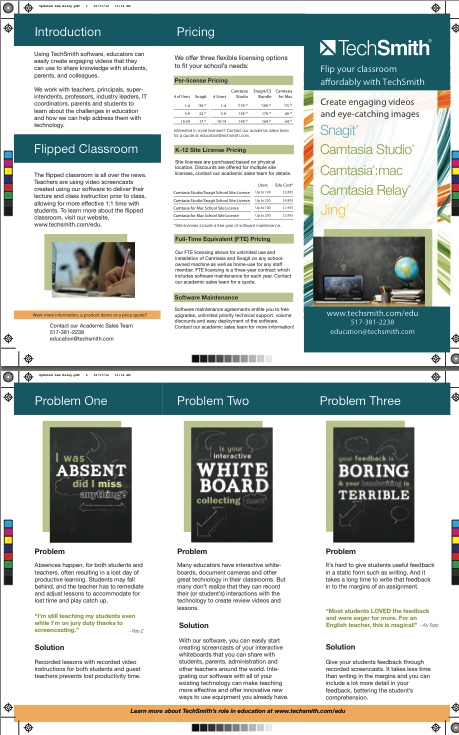 Introduction
Using TechSmith software, educators can
easily create engaging videos that they
can use to share knowledge with students,
parents, and colleagues.
We work with teachers, principals, super-
intendents, professors, industry leaders, IT
coordinators, parents and students to
learn about the challenges in education
and how we can help address them with
technology.
Flipped Classroom
The flipped classroom is all over the news.
Teachers are using video screencasts
created using our software to deliver their
lecture and class instruction prior to class,
allowing for more effective 1:1 time with
students. To learn more about the flipped
classroom, visit our website.
www.techsmith.com/edu.
Want more information, a product demo or a price quote?
Contact our Academic Sales Team
517-381-2238
education@techsmith.com
Pricing
We offer three flexible licensing options
to fit your school's needs:
Per-license Pricing
# of Users Snagit # Users Camtasia Studio Snagit/CS Bundle Camtasia for Mac
Interested in more licenses? Contact our academic sales team
for a quote at education@techsmith.com.
K-12 Site License Pricing
Site licenses are purchased based on physical
location. Discounts are offered for multiple site
licenses, contact our academic sales team for details.
Users Edu Cost*
Camtasia Studio/Snagit School Site License Up to 100
Camtasia Studio/Snagit School Site License Up to 250
Camtasia for Mac School Site License Up to 100
Camtasia for Mac School Site License Up to 250
*Site licenses include a free year of software maintenance.
Full-Time Equivalent (FTE) Pricing
Our FTE licensing allows for unlimited use and
installation of Camtasia and Snagit on any school-
owned machine as well as home-use for any staff
member. FTE licensing is a three-year contract which
includes software maintenance for each year. Contact
our academic sales team for a quote.
Software Maintenance
Software maintenance agreements entitle you to free
upgrades, unlimited priority technical support, volume
discounts and easy deployment of the software.
Contact our academic sales team for more information!
TechSmith®
Flip your classroom
affordably with TechSmith
Create engaging videos
and eye-catching images
Snagit®
Camtasia Studio®
Camtasia®:mac
Camtasia Relay®
Jing®
www.techsmith.com/edu
517-381-2238
education@techsmith.com
Problem One
I was
ABSENT
did I miss
anything?
Problem
Absences happen, for both students and
teachers, often resulting in a lost day of
productive learning. Students may fall
behind, and the teacher has to remediate
and adjust lessons to accommodate for
lost time and play catch up.
"I'm still teaching my students even
while I'm on jury duty thanks to
screencasting."
- Rob Z
Solution
Recorded lessons with recorded video
instructions for both students and guest
teachers prevents lost productivity time.
Problem Two
is your
interactive
WHITE
BOARD
collecting dust?
Problem
Many educators have interactive white-
boards, document cameras and other
great technology in their classrooms. But
many don't realize that they can record
their (or student's) interactions with the
technology to create review videos and
lessons.
Solution
With our software, you can easily start
creating screencasts of your interactive
whiteboards that you can share with
students, parents, administration and
other teachers around the world. Inte-
grating our software with all of your
existing technology can make teaching
more effective and offer innovative new
ways to use equipment you already have.
Problem Three
your feedback is
BORING
& your handwriting is
TERRIBLE
Problem
It's hard to give students useful feedback
in a static form such as writing. And it
takes a long time to write that feedback
in to the margins of an assignment.
"Most students LOVED the feedback
and were eager for more. For an
English teacher, this is magical!"
Solution
Give your students feedback through
recorded screencasts. It takes less time
than writing in the margins and you can
include a lot more detail in your
feedback, bettering the student's
comprehension.
Learn more about TechSmith's role in education at www.techsmith.com/edu